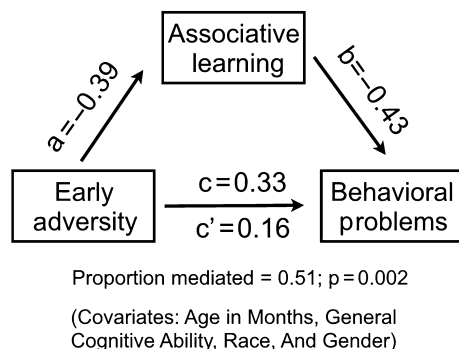 Associative
learning
a=−0.39
b=−0.43
Early
adversity
c=0.33
c'=0.16
Behavioral
problems
Proportion mediated = 0.51; p=0.002
(Covariates: Age in Months, General
Cognitive Ability, Race, And Gender)